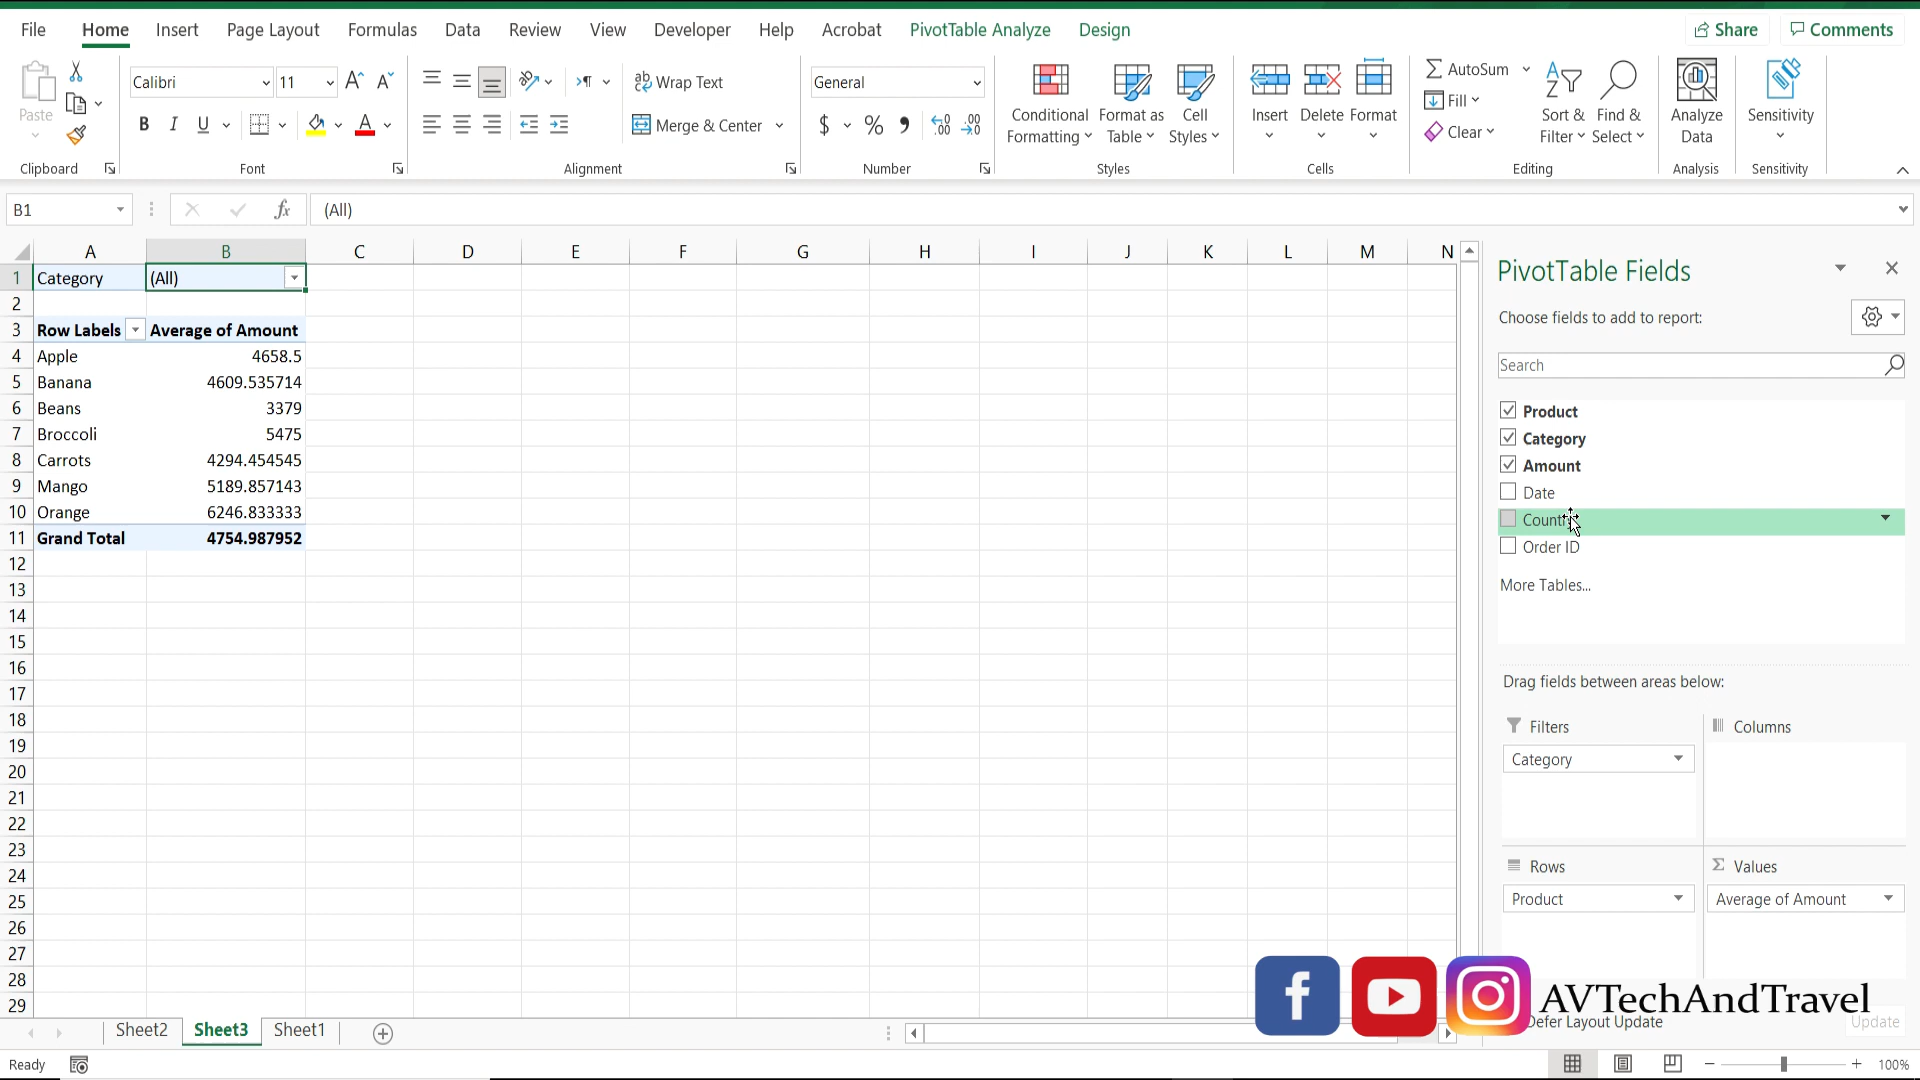 File Home Insert Page Layout Formulas Data Review View Developer Help Acrobat PivotTable Analyze Design Share Comments
Paste
Calibri 11
B I U
ab Wrap Text
Merge & Center
General
$ % ,
Conditional Formatting
Format as Table
Cell Styles
Insert Delete Format
AutoSum
Fill
Clear
Sort & Filter
Find & Select
Analyze Data
Sensitivity
Clipboard Font Alignment Number Styles Cells Editing Analysis Sensitivity
B1 fx (All)
A B C D E F G H I J K L M N
1 Category (All)
2
3 Row Labels Average of Amount
4 Apple 4658.5
5 Banana 4609.535714
6 Beans 3379
7 Broccoli 5475
8 Carrots 4294.454545
9 Mango 5189.857143
10 Orange 6246.833333
11 Grand Total 4754.987952
12
13
14
15
16
17
18
19
20
21
22
23
24
25
26
27
28
29
PivotTable Fields
Choose fields to add to report:
Search
Product
Category
Amount
Date
Country
Order ID
More Tables...
Drag fields between areas below:
Filters
Category
Columns
Rows
Product
Values
Average of Amount
AVTechAndTravel
Defer Layout Update Update
Sheet2 Sheet3 Sheet1
Ready
100%